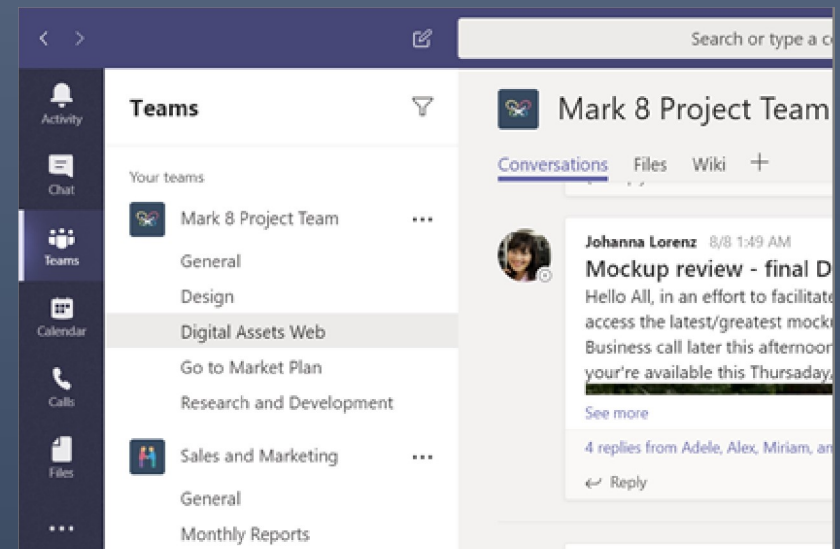 Search or type a c
Activity
Chat
Teams
Calendar
Calls
Files
Teams
Your teams
Mark 8 Project Team
General
Design
Digital Assets Web
Go to Market Plan
Research and Development
Sales and Marketing
General
Monthly Reports
Mark 8 Project Team
Conversations Files Wiki
Johanna Lorenz 8/8 1:49 AM
Mockup review - final D
Hello All, in an effort to facilitate
access the latest/greatest mock
Business call later this afternoon
your're available this Thursaday,
See more
4 replies from Adele, Alex, Miriam, an
Reply